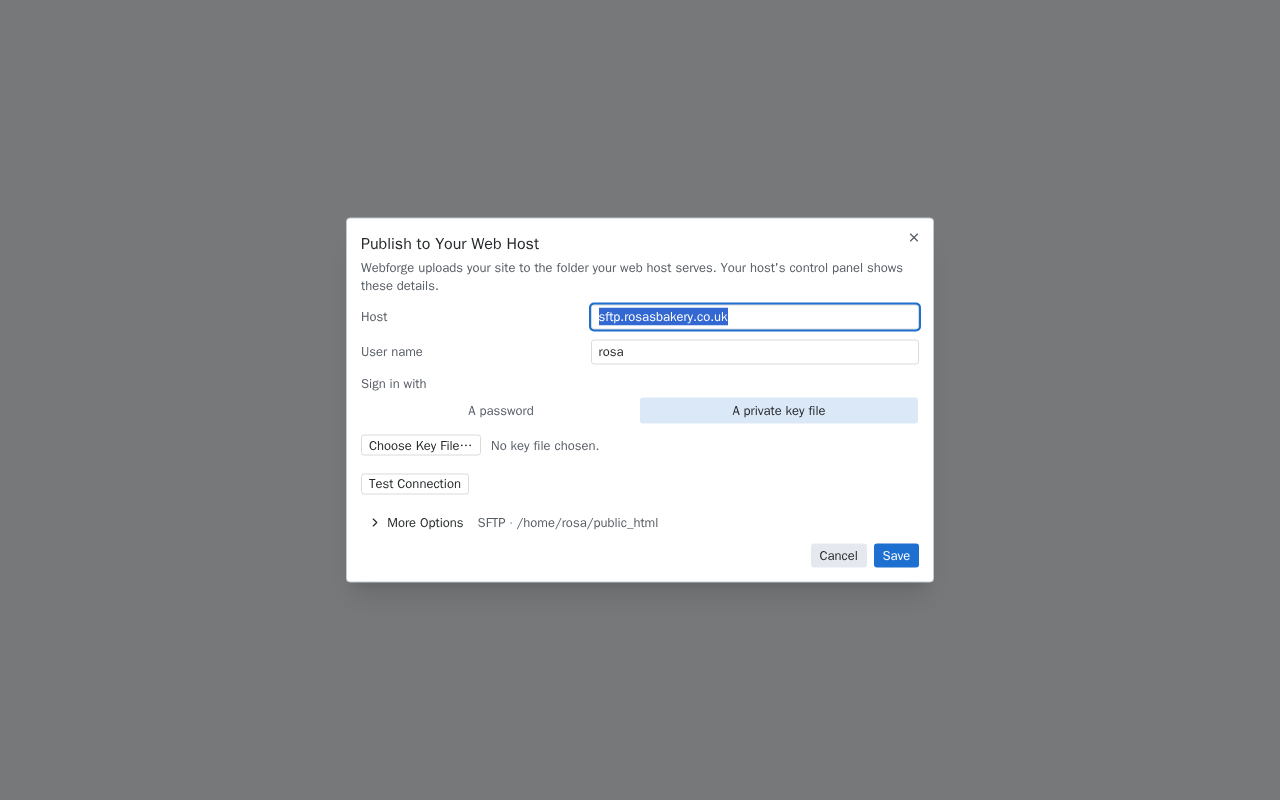 Publish to Your Web Host
Webforge uploads your site to the folder your web host serves. Your host's control panel shows
these details.
Host
sftp.rosasbakery.co.uk
User name
rosa
Sign in with
A password
A private key file
Choose Key File…
No key file chosen.
Test Connection
More Options
SFTP · /home/rosa/public_html
Cancel
Save